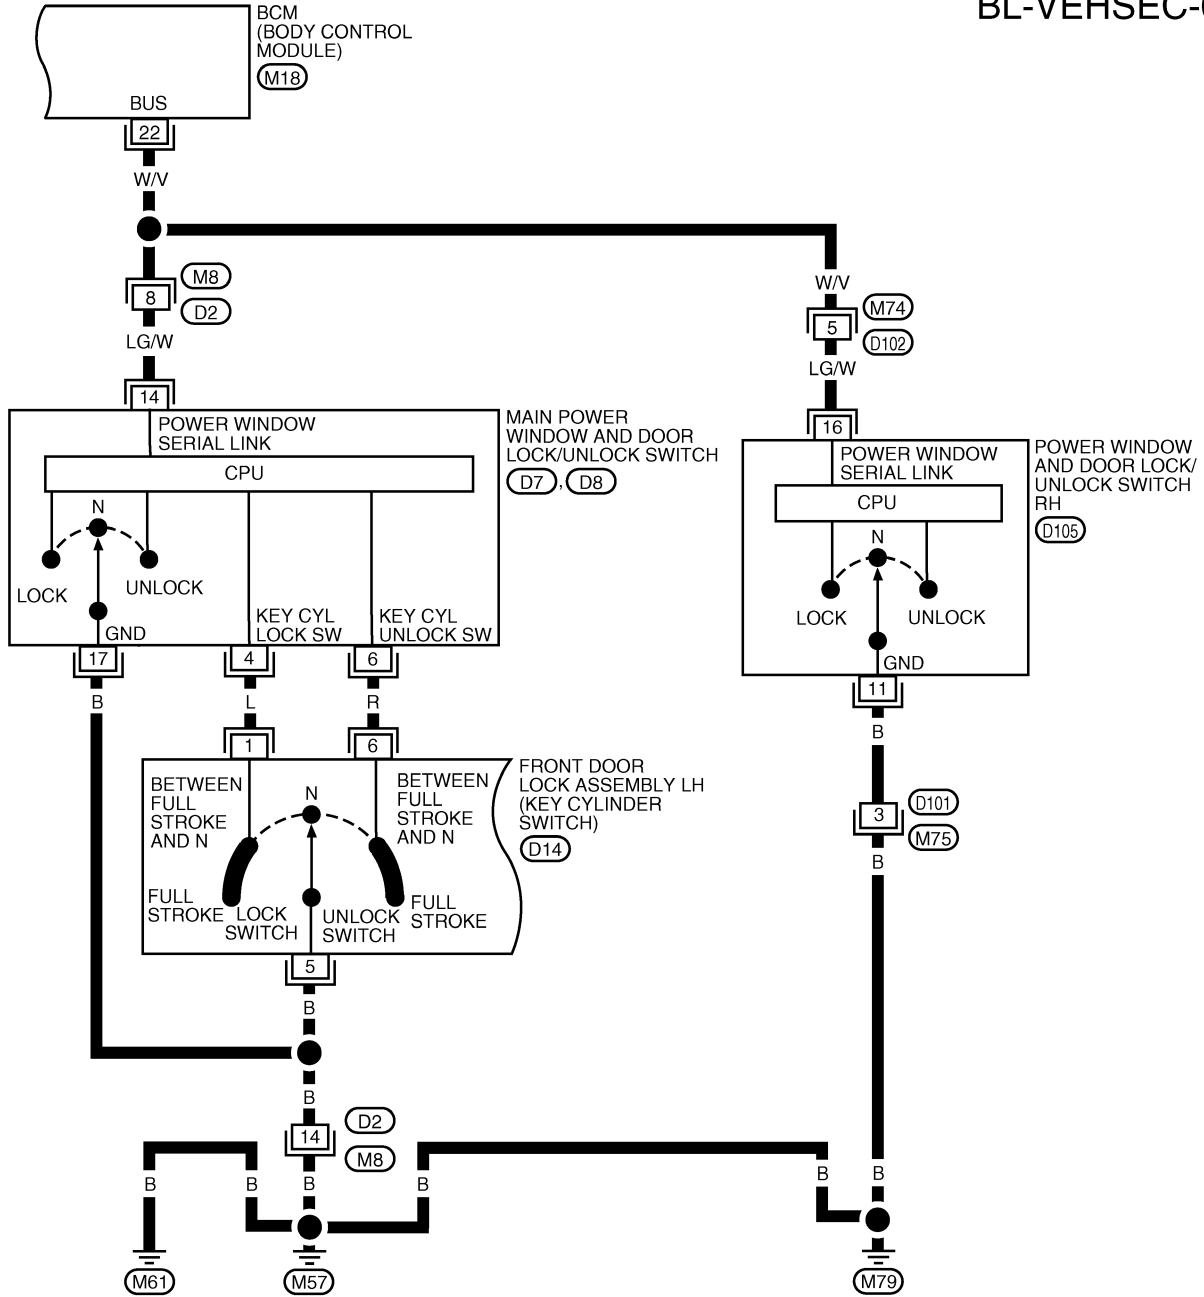 BL-VEHSEC-
BCM
(BODY CONTROL
MODULE)
M18
BUS
22
W/V
M8
8
D2
LG/W
14
W/V
M74
5
D102
LG/W
16
POWER WINDOW
SERIAL LINK
CPU
N
LOCK
UNLOCK
GND
KEY CYL
LOCK SW
KEY CYL
UNLOCK SW
MAIN POWER
WINDOW AND DOOR
LOCK/UNLOCK SWITCH
D7 , D8
POWER WINDOW
SERIAL LINK
CPU
N
LOCK
UNLOCK
GND
POWER WINDOW
AND DOOR LOCK/
UNLOCK SWITCH
RH
D105
17
4
6
11
B
L
R
B
1
6
BETWEEN
FULL
STROKE
AND N
N
BETWEEN
FULL
STROKE
AND N
FULL
STROKE
LOCK
SWITCH
UNLOCK
SWITCH
FULL
STROKE
FRONT DOOR
LOCK ASSEMBLY LH
(KEY CYLINDER
SWITCH)
D14
D101
3
M75
B
5
B
B
D2
14
M8
B
B
B
B
B
B
M61
M57
M79